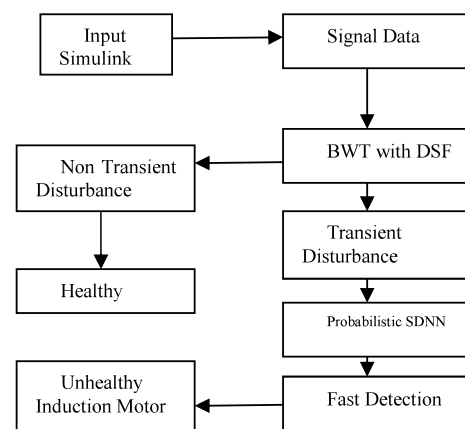 Input
Simulink
Signal Data
BWT with DSF
Non Transient
Disturbance
Transient
Disturbance
Healthy
Probabilistic SDNN
Unhealthy
Induction Motor
Fast Detection